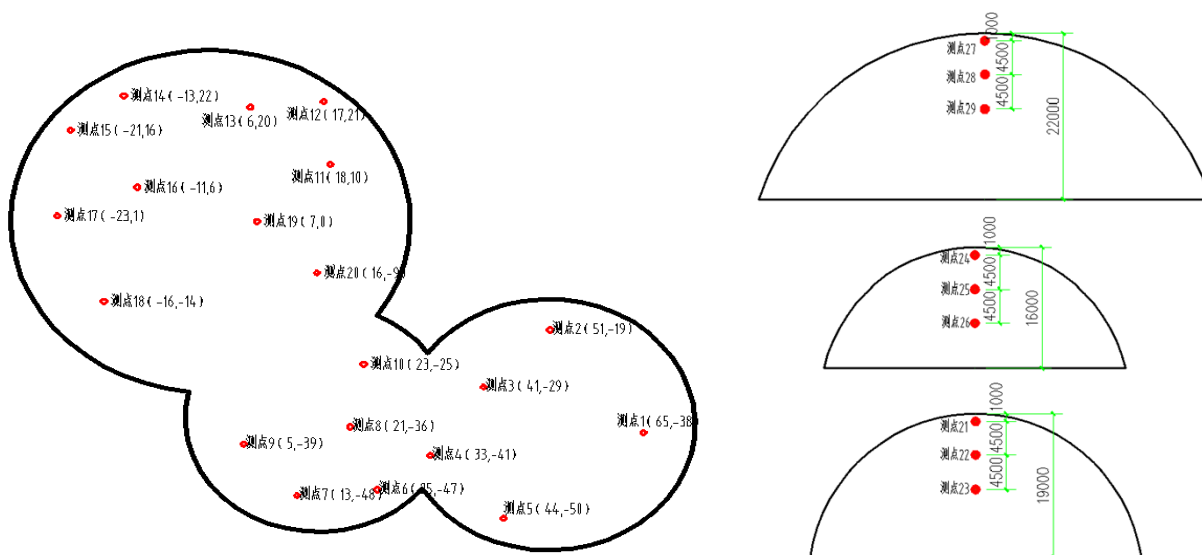 测点14(-13,22)
测点12(17,21)
测点13(6,20)
测点15(-21,16)
测点11(18,10)
测点16(-11,6)
测点17(-23,1)
测点19(7,0)
测点20(16,-9)
测点18(-16,-14)
测点2(51,-19)
测点10(23,-25)
测点3(41,-29)
测点1(65,-38)
测点8(21,-36)
测点9(5,-39)
测点4(33,-41)
测点7(13,-48)
测点6( -47)
测点5(44,-50)
测点27
测点28
测点29
1000
4500
4500
22000
测点24
测点25
测点26
1000
4500
4500
16000
测点21
测点22
测点23
1000
4500
4500
19000